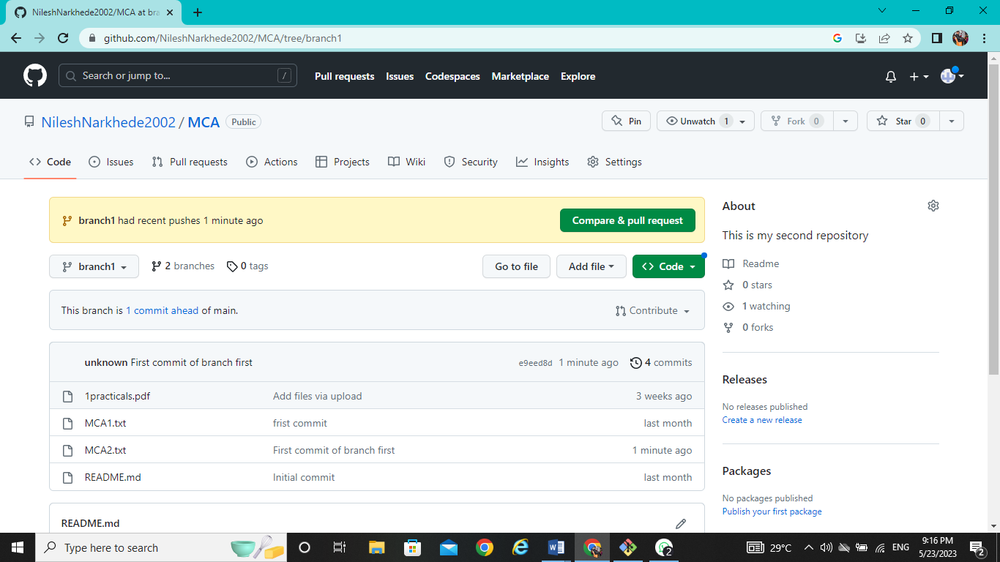 NileshNarkhede2002/MCA at bra
github.com/NileshNarkhede2002/MCA/tree/branch1
Search or jump to... /
Pull requests Issues Codespaces Marketplace Explore
NileshNarkhede2002 / MCA Public
Pin Unwatch 1 Fork 0 Star 0
Code Issues Pull requests Actions Projects Wiki Security Insights Settings
branch1 had recent pushes 1 minute ago Compare & pull request
branch1 2 branches 0 tags Go to file Add file Code
This branch is 1 commit ahead of main. Contribute
unknown First commit of branch first e9eed8d 1 minute ago 4 commits
1practicals.pdf Add files via upload 3 weeks ago
MCA1.txt frist commit last month
MCA2.txt First commit of branch first 1 minute ago
README.md Initial commit last month
README.md
About
This is my second repository
Readme
0 stars
1 watching
0 forks
Releases
No releases published
Create a new release
Packages
No packages published
Publish your first package
Type here to search
2
29°C
ENG
9:16 PM
5/23/2023
2